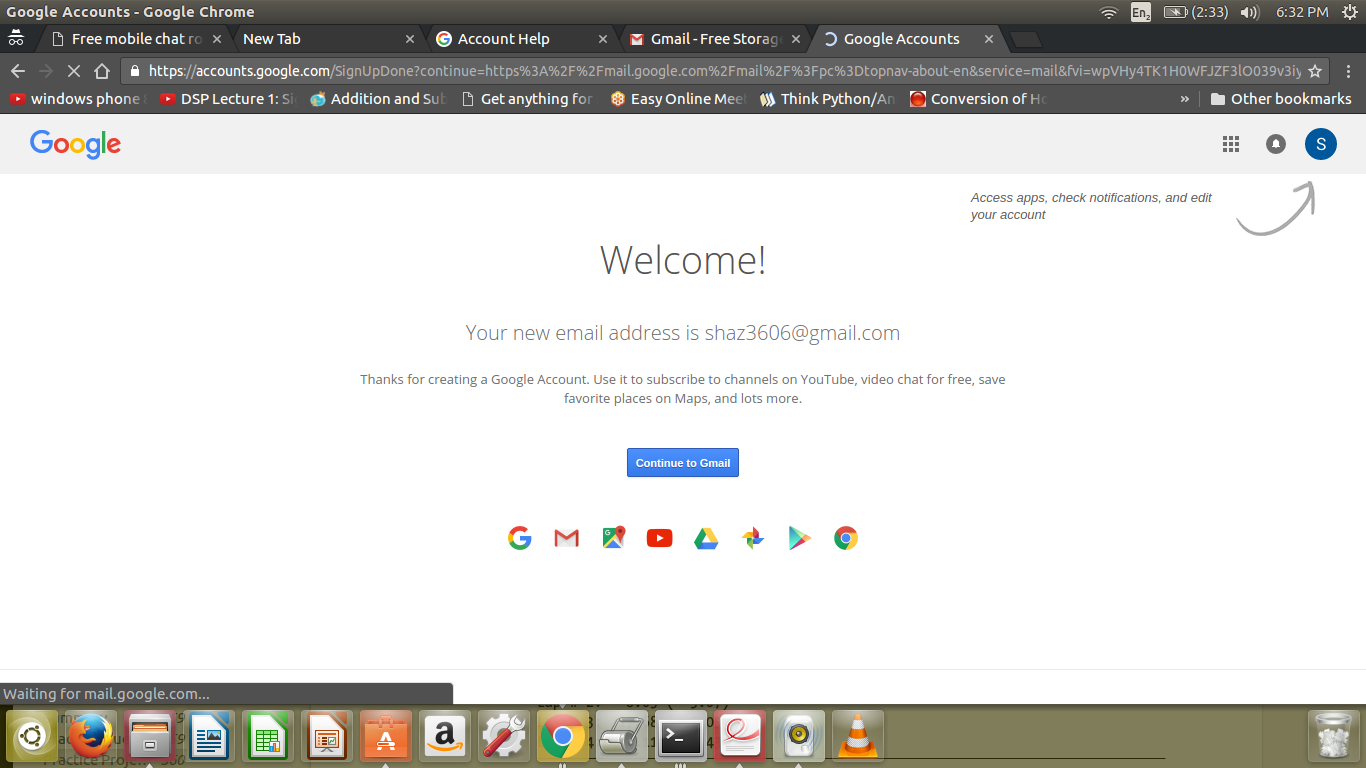 Google Accounts - Google Chrome
En2
(2:33)
6:32 PM
Free mobile chat ro
New Tab
Account Help
Gmail - Free Storag
Google Accounts
https://accounts.google.com/SignUpDone?continue=https%3A%2F%2Fmail.google.com%2Fmail%2F%3Fpc%3Dtopnav-about-en&service=mail&fvi=wpVHy4TK1H0WFJZF3lO039v3iy
windows phone
DSP Lecture 1: Si
Addition and Sub
Get anything for
Easy Online Meet
Think Python/An
Conversion of Ho
»
Other bookmarks
Google
S
Access apps, check notifications, and edit
your account
Welcome!
Your new email address is shaz3606@gmail.com
Thanks for creating a Google Account. Use it to subscribe to channels on YouTube, video chat for free, save
favorite places on Maps, and lots more.
Continue to Gmail
Waiting for mail.google.com...